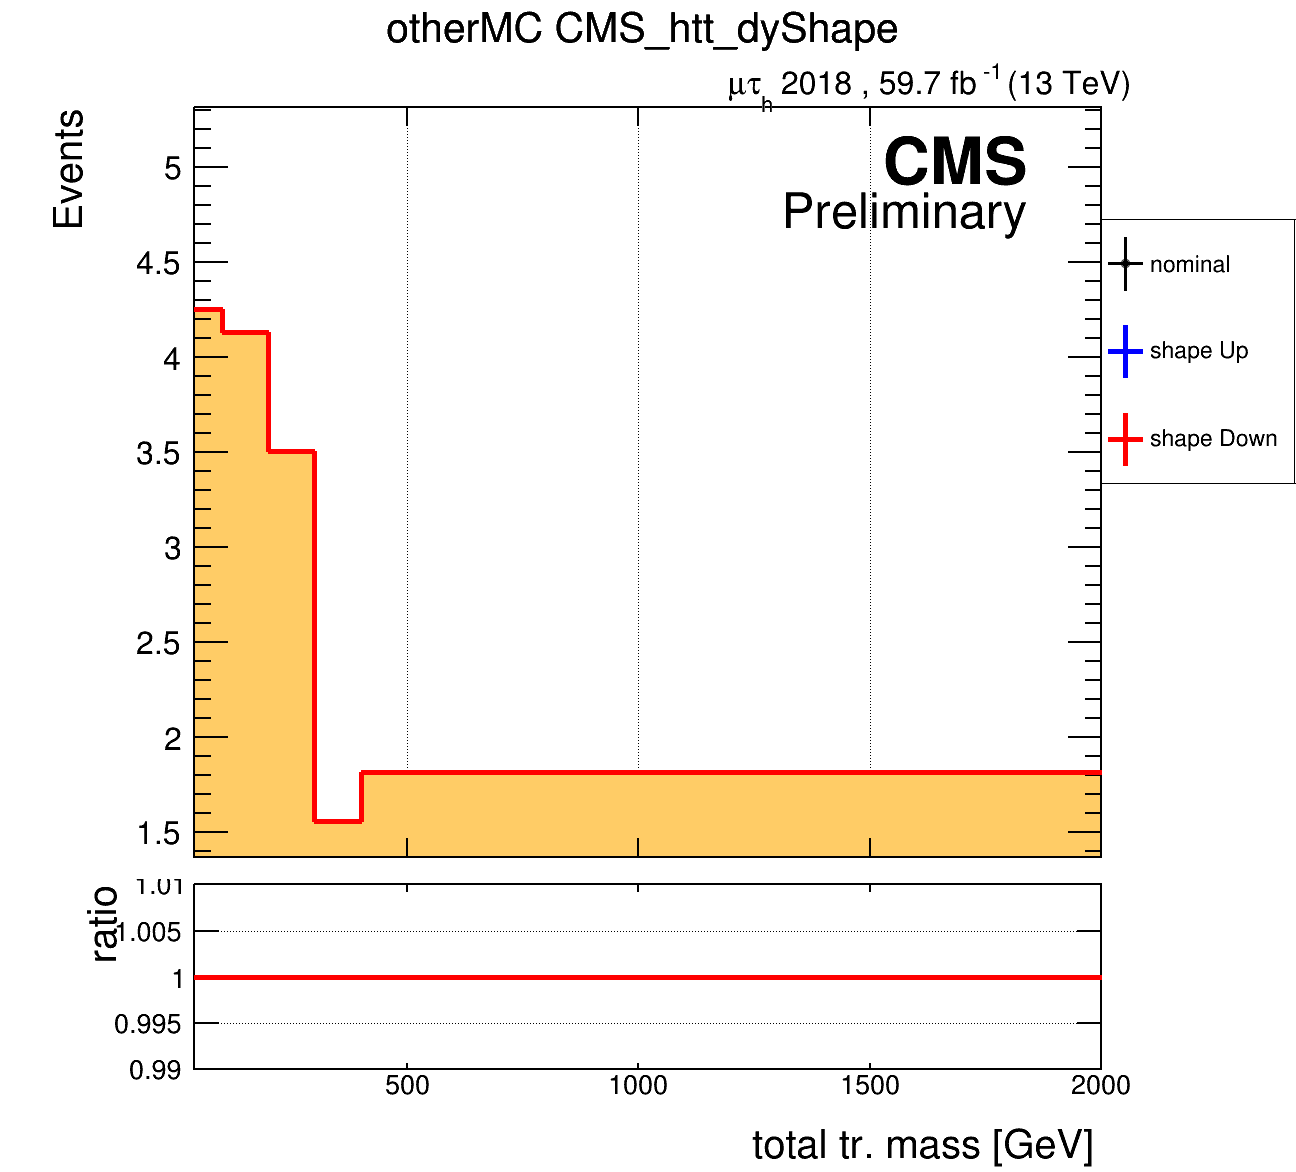 otherMC CMS_htt_dyShape
μτh 2018 , 59.7 fb-1 (13 TeV)
Events
CMS
Preliminary
5
4.5
4
3.5
3
2.5
2
1.5
nominal
shape Up
shape Down
ratio
1.01
1.005
1
0.995
0.99
500
1000
1500
2000
total tr. mass [GeV]